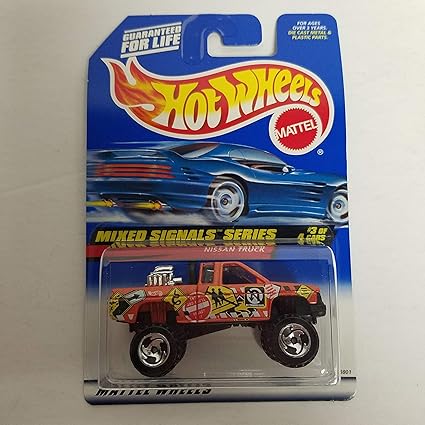 GUARANTEED
FOR LIFE
FOR AGES
OVER 3 YEARS.
DIE CAST METAL &
PLASTIC PARTS.
HOT WHEELS
MATTEL
®
MIXED SIGNALS™ SERIES
#3 OF
4 CARS
NISSAN TRUCK
MATTEL WHEELS